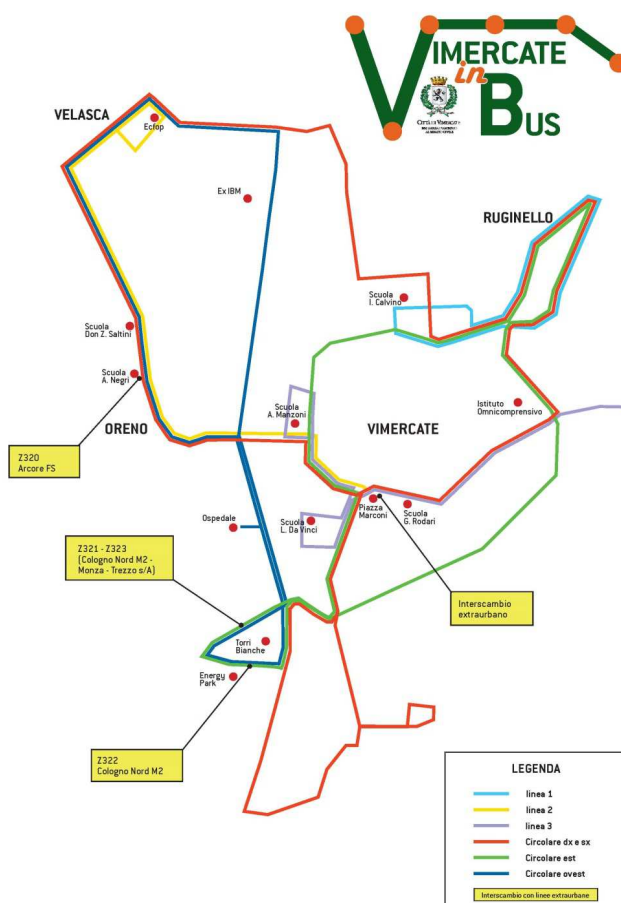 VIMERCATE
in
BUS
CITTÀ DI VIMERCATE
VELASCA
Ecfop
Ex IBM
RUGINELLO
Scuola
I. Calvino
Scuola
Don Z. Saltini
Scuola
A. Negri
Scuola
A. Manzoni
Istituto
Omnicomprensivo
ORENO
VIMERCATE
Z320
Arcore FS
Piazza
Marconi
Scuola
G. Rodari
Ospedale
Scuola
L. Da Vinci
Z321 - Z323
(Cologno Nord M2 -
Monza - Trezzo s/A)
Interscambio
extraurbano
Torri
Bianche
Energy
Park
Z322
Cologno Nord M2
LEGENDA
linea 1
linea 2
linea 3
Circolare dx e sx
Circolare est
Circolare ovest
Interscambio con linee extraurbane